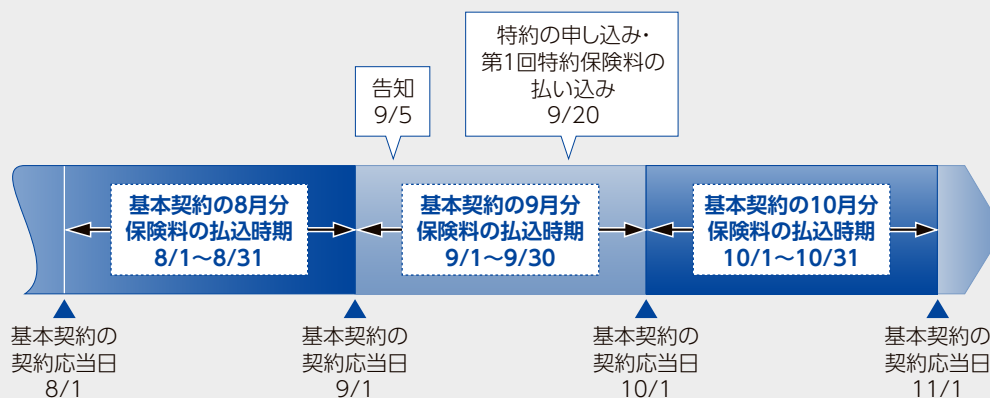 特約の申し込み・
第1回特約保険料の
払い込み
9/20
告知
9/5
基本契約の8月分
保険料の払込時期
8/1～8/31
基本契約の9月分
保険料の払込時期
9/1～9/30
基本契約の10月分
保険料の払込時期
10/1～10/31
基本契約の
契約応当日
8/1
基本契約の
契約応当日
9/1
基本契約の
契約応当日
10/1
基本契約の
契約応当日
11/1